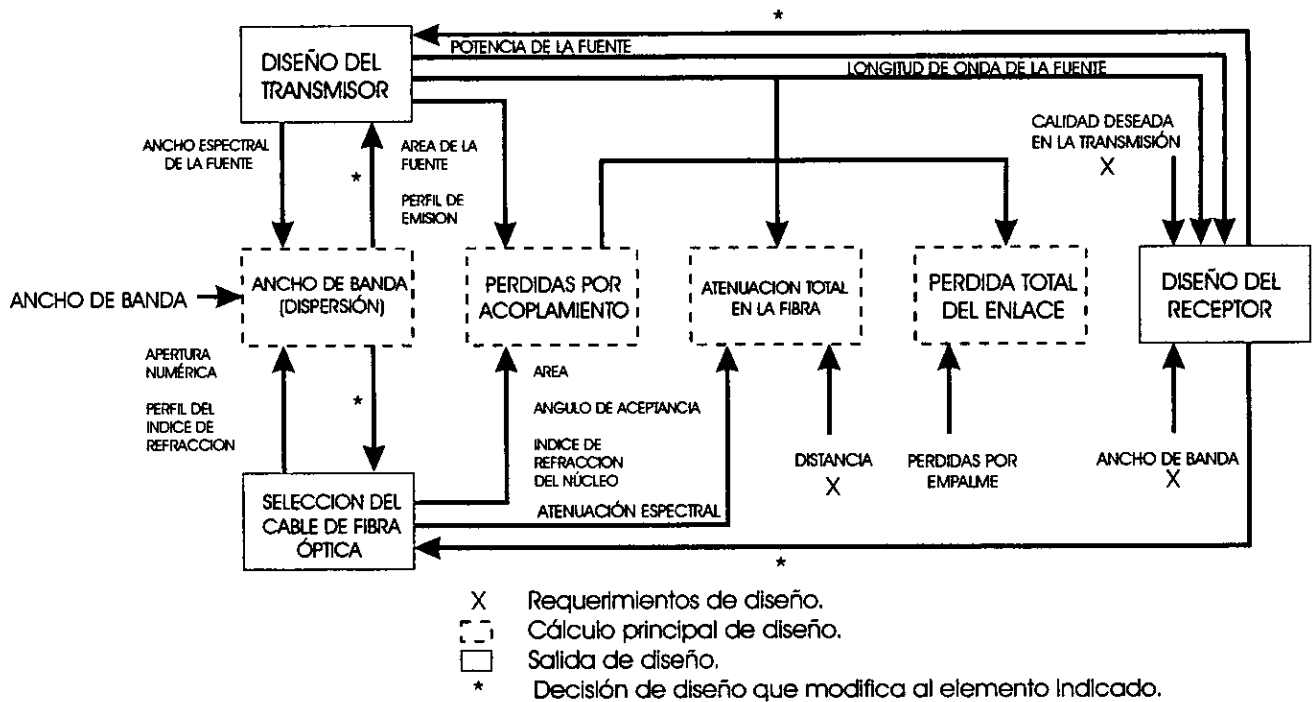 *
DISEÑO DEL
TRANSMISOR
POTENCIA DE LA FUENTE
LONGITUD DE ONDA DE LA FUENTE
ANCHO ESPECTRAL
DE LA FUENTE
*
AREA DE LA
FUENTE
PERFIL DE
EMISION
CALIDAD DESEADA
EN LA TRANSMISIÓN
X
ANCHO DE BANDA
ANCHO DE BANDA
(DISPERSIÓN)
PERDIDAS POR
ACOPLAMIENTO
ATENUACION TOTAL
EN LA FIBRA
PERDIDA TOTAL
DEL ENLACE
DISEÑO DEL
RECEPTOR
APERTURA
NUMÉRICA
PERFIL DEL
INDICE DE
REFRACCION
*
AREA
ANGULO DE ACEPTANCIA
INDICE DE
REFRACCION
DEL NÚCLEO
ATENUACIÓN ESPECTRAL
DISTANCIA
X
PERDIDAS POR
EMPALME
ANCHO DE BANDA
X
SELECCION DEL
CABLE DE FIBRA
ÓPTICA
*
X Requerimientos de diseño.
Cálculo principal de diseño.
Salida de diseño.
* Decisión de diseño que modifica al elemento indicado.